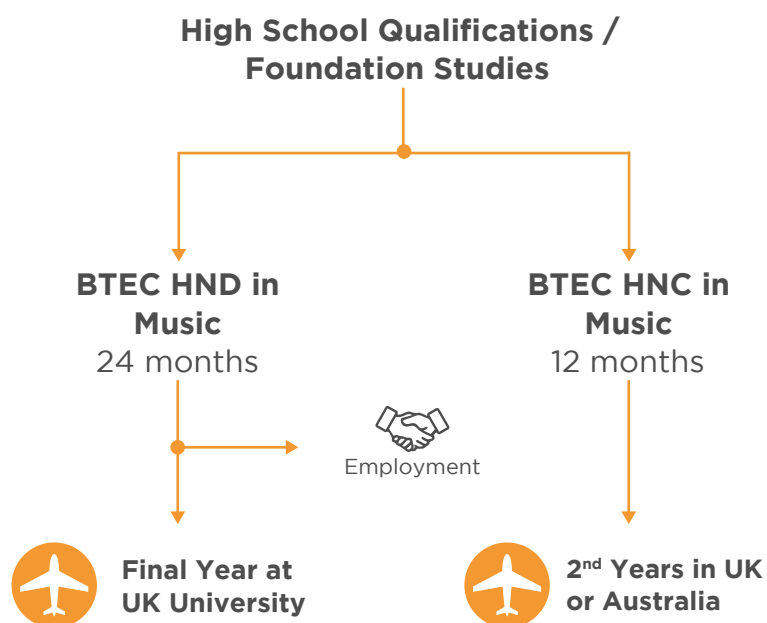 High School Qualifications /
Foundation Studies
BTEC HND in
Music
24 months
BTEC HNC in
Music
12 months
Employment
Final Year at
UK University
2nd Years in UK
or Australia